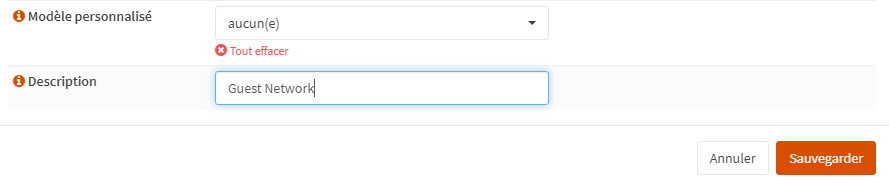 Modèle personnalisé
aucun(e)
Tout effacer
Description
Guest Network
Annuler
Sauvegarder